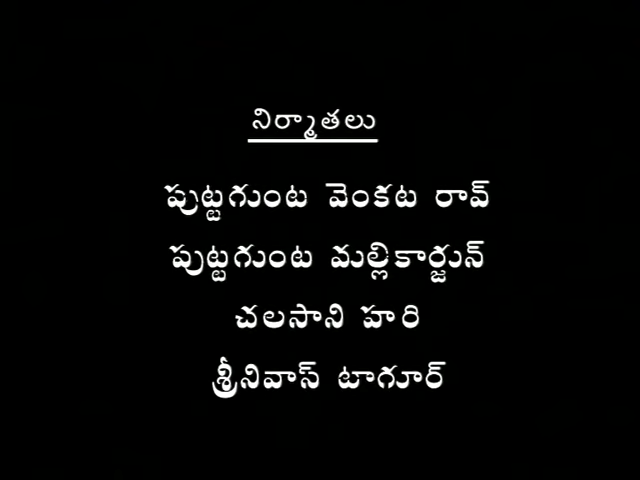 నిర్మాతలు
పుట్టగుంట వెంకట రావ్
పుట్టగుంట మల్లికార్జున్
చలసాని హరి
శ్రీనివాస్ టాగూర్